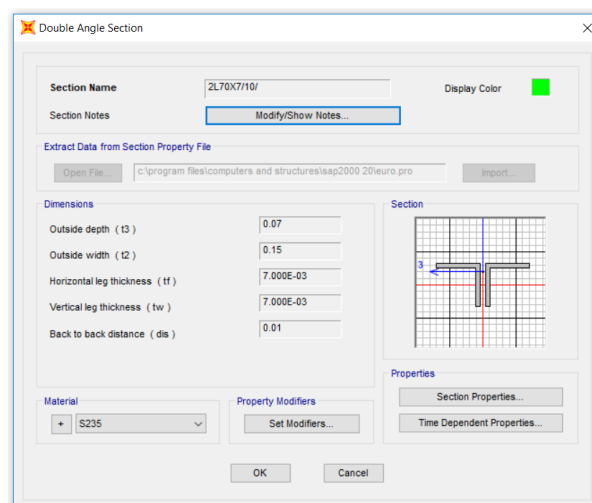 Double Angle Section
Section Name 2L70X7/10/ Display Color
Section Notes Modify/Show Notes...
Extract Data from Section Property File
Open File... c:\program files\computers and structures\sap2000 20\euro.pro Import...
Dimensions
Outside depth ( t3 ) 0.07
Outside width ( t2 ) 0.15
Horizontal leg thickness ( tf ) 7.000E-03
Vertical leg thickness ( tw ) 7.000E-03
Back to back distance ( dis ) 0.01
Section
3
Properties
Section Properties...
Time Dependent Properties...
Material
+ S235
Property Modifiers
Set Modifiers...
OK Cancel